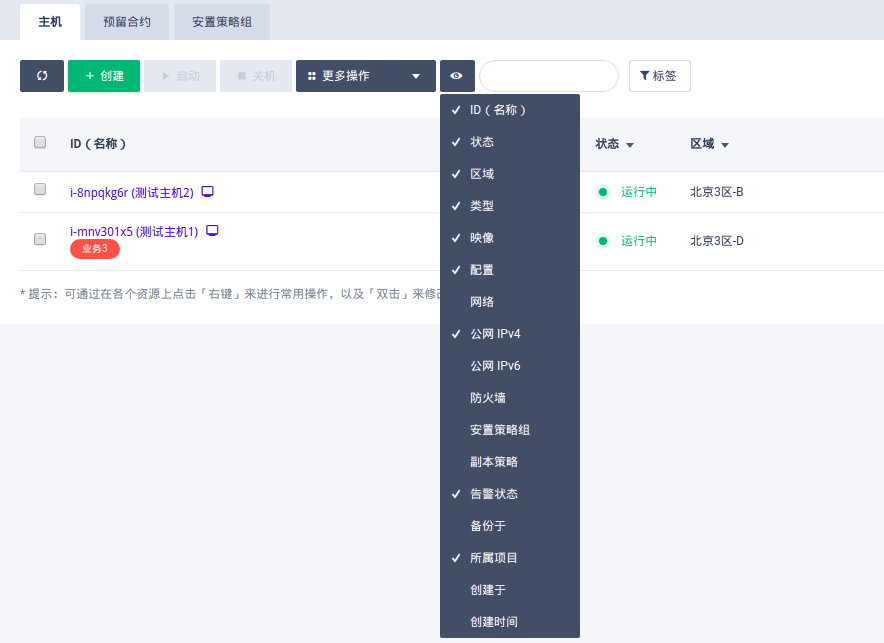 主机 预留合约 安置策略组
+ 创建 启动 关机 更多操作 标签
ID（名称） 状态 区域
i-8npqkg6r (测试主机2) 运行中 北京3区-B
i-mnv301x5 (测试主机1) 运行中 北京3区-D
业务3
* 提示：可通过在各个资源上点击「右键」来进行常用操作，以及「双击」来修
ID（名称）
状态
区域
类型
映像
配置
网络
公网 IPv4
公网 IPv6
防火墙
安置策略组
副本策略
告警状态
备份于
所属项目
创建于
创建时间